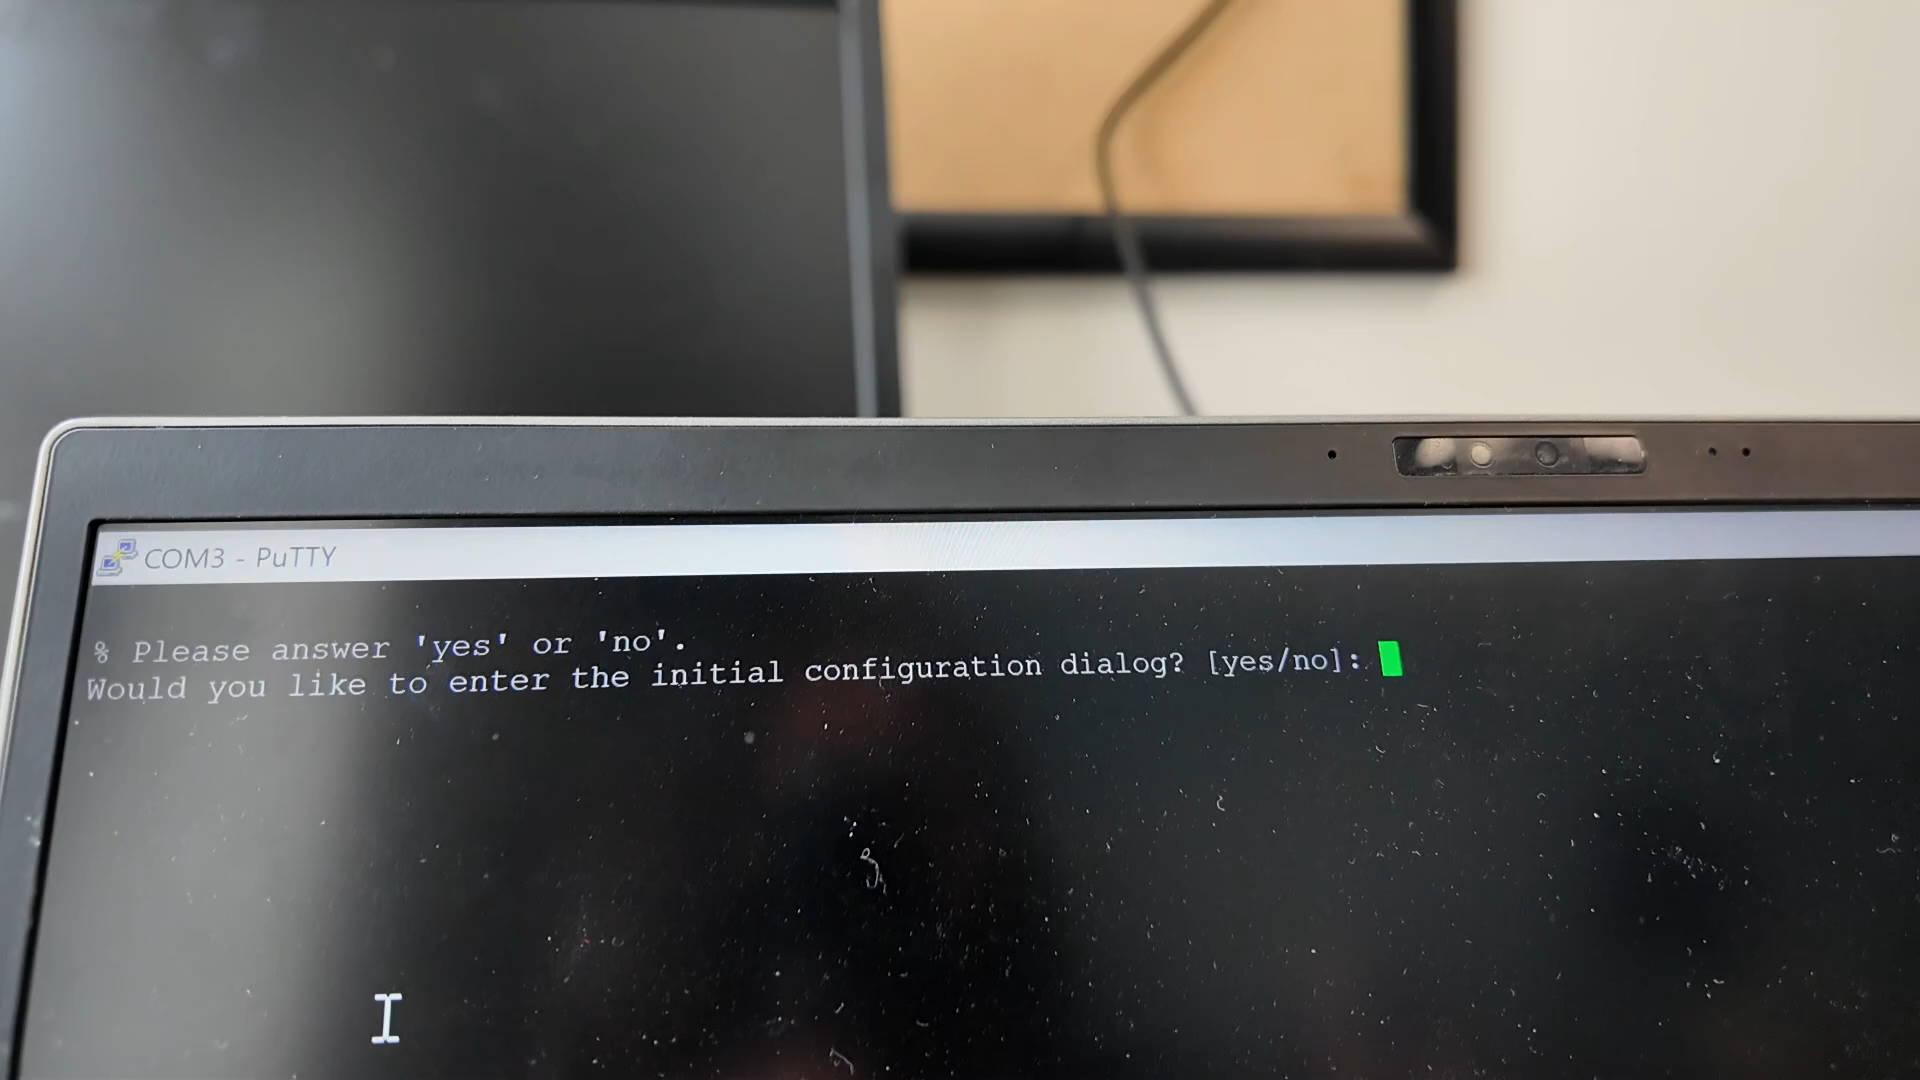 COM3 - PuTTY
% Please answer 'yes' or 'no'.
Would you like to enter the initial configuration dialog? [yes/no]: